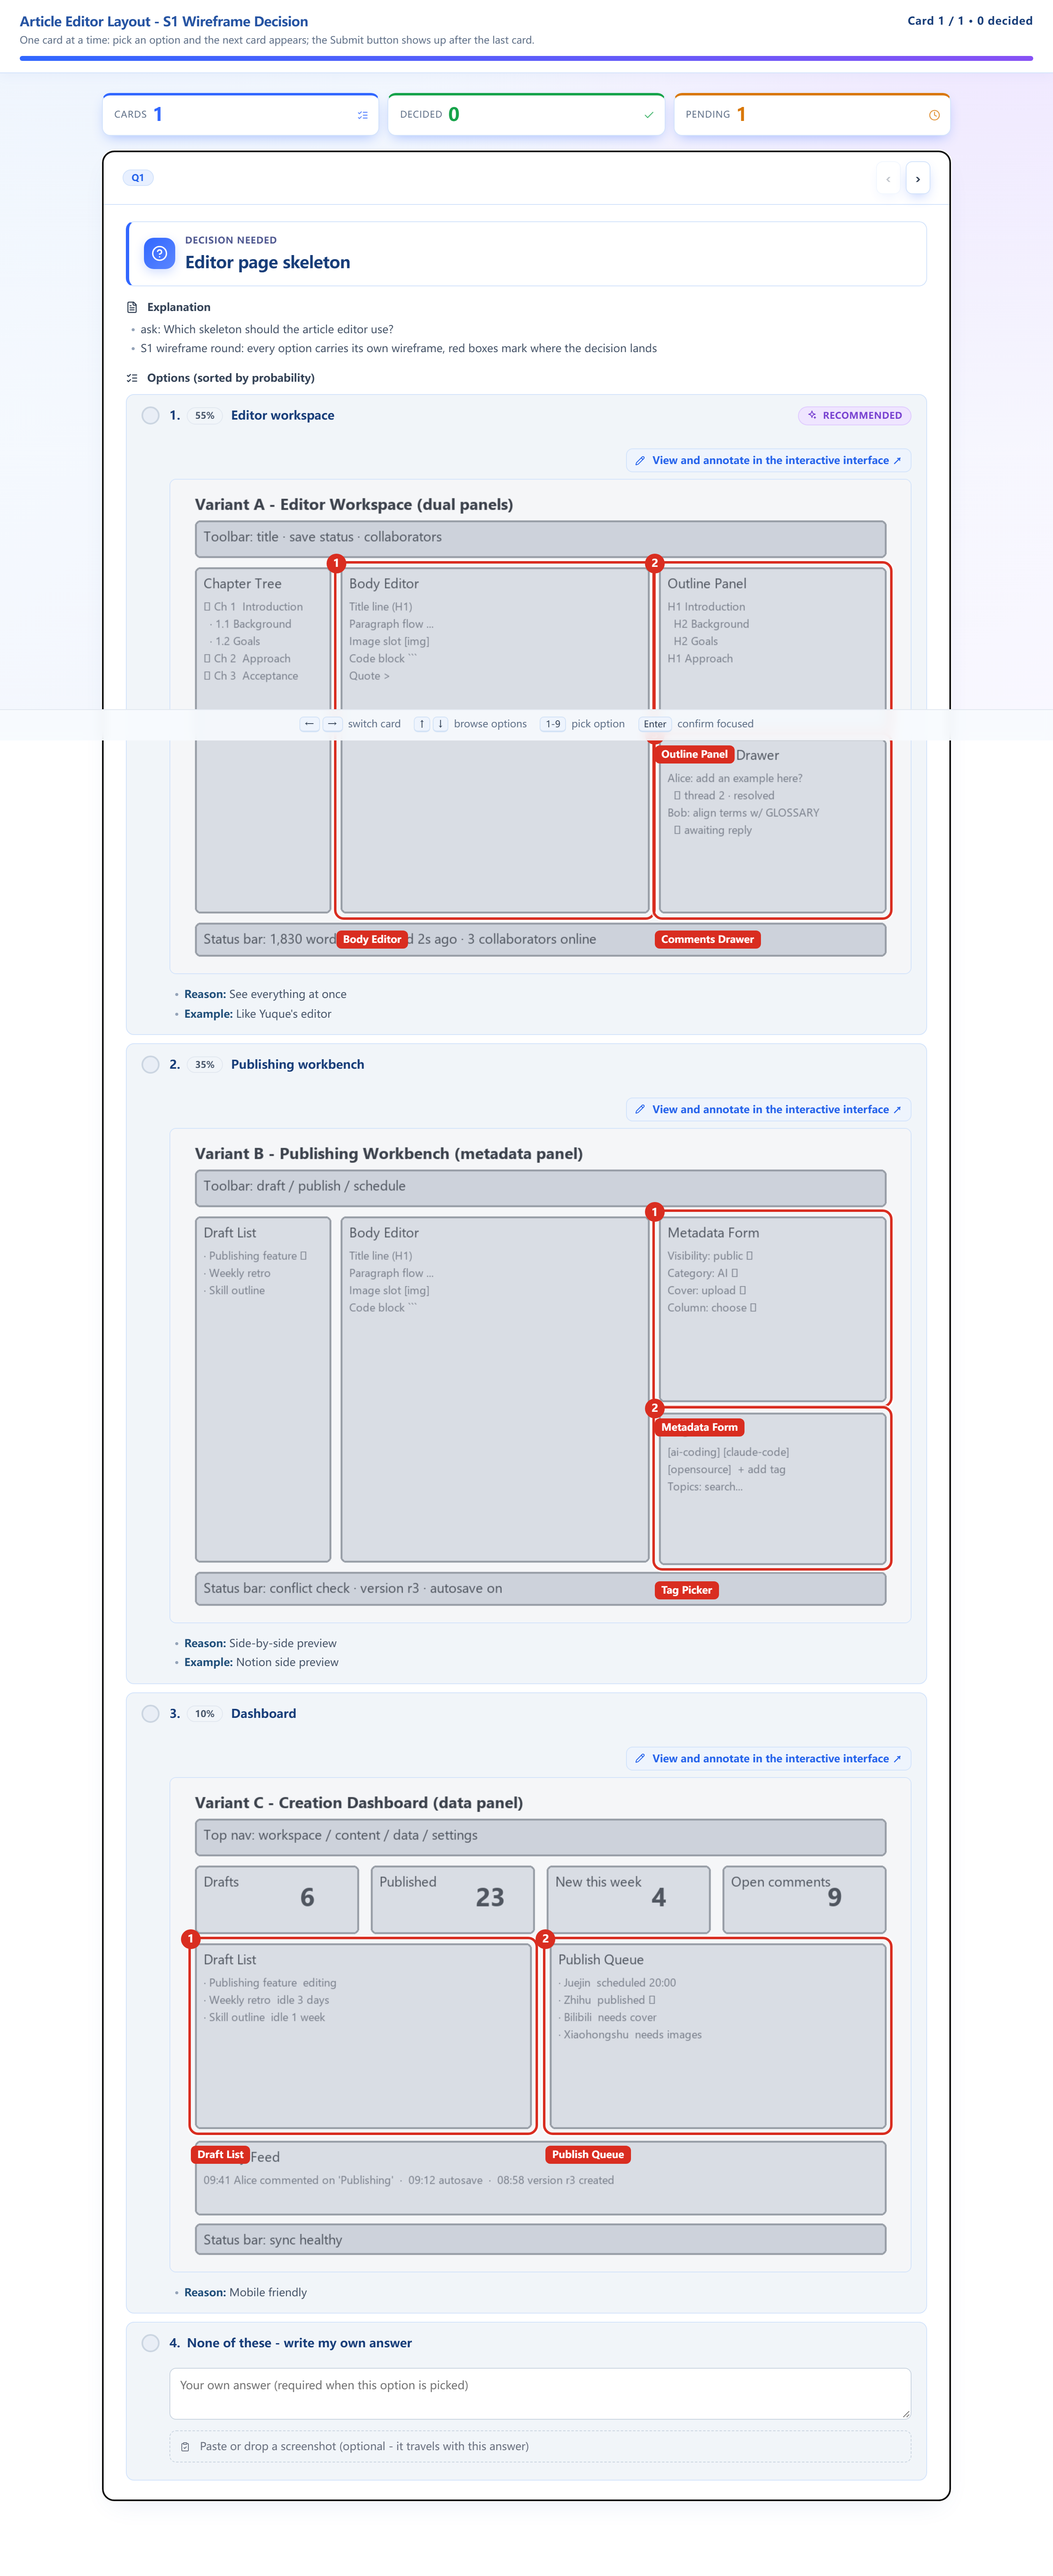 Article Editor Layout - S1 Wireframe Decision
Card 1 / 1 • 0 decided
One card at a time: pick an option and the next card appears; the Submit button shows up after the last card.
CARDS 1
DECIDED 0
PENDING 1
Q1
DECISION NEEDED
Editor page skeleton
Explanation
• ask: Which skeleton should the article editor use?
• S1 wireframe round: every option carries its own wireframe, red boxes mark where the decision lands
Options (sorted by probability)
1. 55% Editor workspace
RECOMMENDED
View and annotate in the interactive interface ↗
Variant A - Editor Workspace (dual panels)
Toolbar: title · save status · collaborators
1
2
Chapter Tree
Ch 1 Introduction
· 1.1 Background
· 1.2 Goals
Ch 2 Approach
Ch 3 Acceptance
Body Editor
Title line (H1)
Paragraph flow ...
Image slot [img]
Code block ```
Quote >
Outline Panel
H1 Introduction
H2 Background
H2 Goals
H1 Approach
← → switch card ↑ ↓ browse options 1-9 pick option Enter confirm focused
Outline Panel
Drawer
Alice: add an example here?
thread 2 · resolved
Bob: align terms w/ GLOSSARY
awaiting reply
Status bar: 1,830 word
Body Editor
d 2s ago · 3 collaborators online
Comments Drawer
• Reason: See everything at once
• Example: Like Yuque's editor
2. 35% Publishing workbench
View and annotate in the interactive interface ↗
Variant B - Publishing Workbench (metadata panel)
Toolbar: draft / publish / schedule
1
Draft List
· Publishing feature
· Weekly retro
· Skill outline
Body Editor
Title line (H1)
Paragraph flow ...
Image slot [img]
Code block ```
Metadata Form
Visibility: public
Category: AI
Cover: upload
Column: choose
2
Metadata Form
[ai-coding] [claude-code]
[opensource] + add tag
Topics: search...
Status bar: conflict check · version r3 · autosave on
Tag Picker
• Reason: Side-by-side preview
• Example: Notion side preview
3. 10% Dashboard
View and annotate in the interactive interface ↗
Variant C - Creation Dashboard (data panel)
Top nav: workspace / content / data / settings
Drafts
6
Published
23
New this week
4
Open comments
9
1
2
Draft List
· Publishing feature editing
· Weekly retro idle 3 days
· Skill outline idle 1 week
Publish Queue
· Juejin scheduled 20:00
· Zhihu published
· Bilibili needs cover
· Xiaohongshu needs images
Draft List
Feed
Publish Queue
09:41 Alice commented on 'Publishing' · 09:12 autosave · 08:58 version r3 created
Status bar: sync healthy
• Reason: Mobile friendly
4. None of these - write my own answer
Your own answer (required when this option is picked)
Paste or drop a screenshot (optional - it travels with this answer)